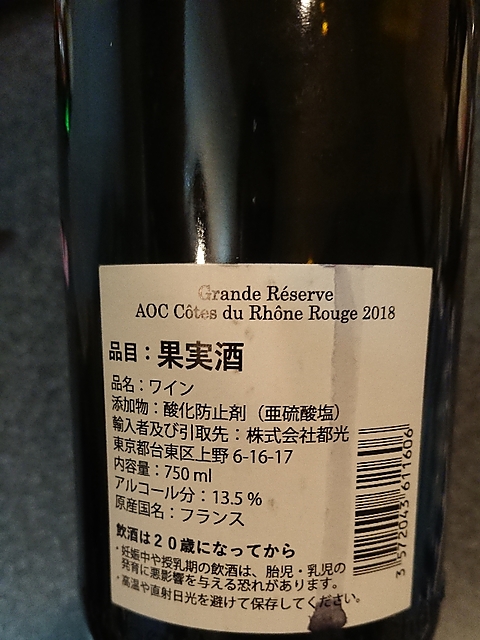 Grande Réserve
AOC Côtes du Rhône Rouge 2018
品目：果実酒
品名：ワイン
添加物：酸化防止剤（亜硫酸塩）
輸入者及び引取先：株式会社都光
東京都台東区上野 6-16-17
内容量：750 ml
アルコール分：13.5 %
原産国名：フランス
飲酒は２０歳になってから
・妊娠中や授乳期の飲酒は、胎児・乳児の
発育に悪影響を与える恐れがあります。
・高温や直射日光を避けて保存してください。
3 572043 611606